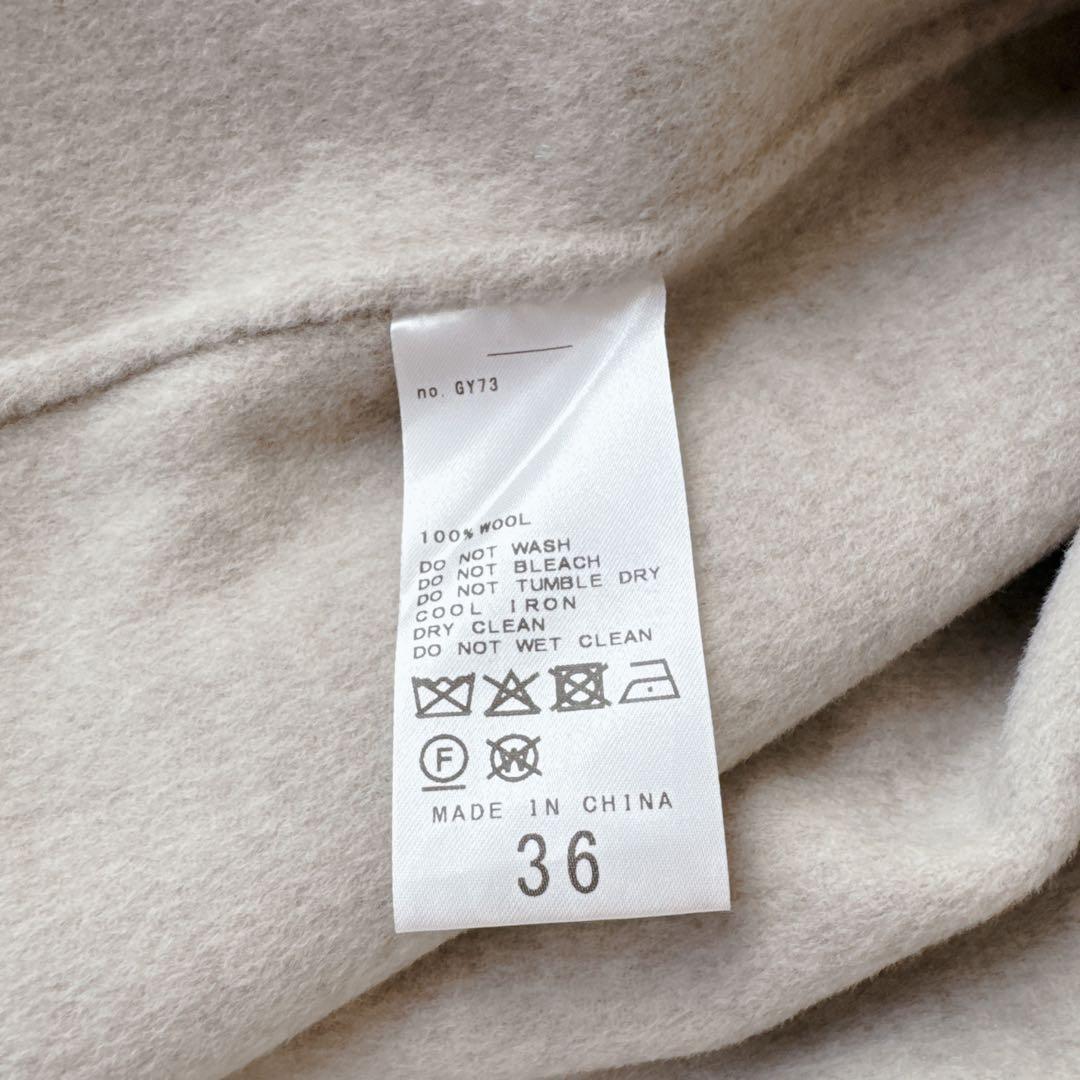 no. GY73
100% WOOL
DO NOT WASH
DO NOT BLEACH
DO NOT TUMBLE DRY
COOL IRON
DRY CLEAN
DO NOT WET CLEAN
F W
MADE IN CHINA
36